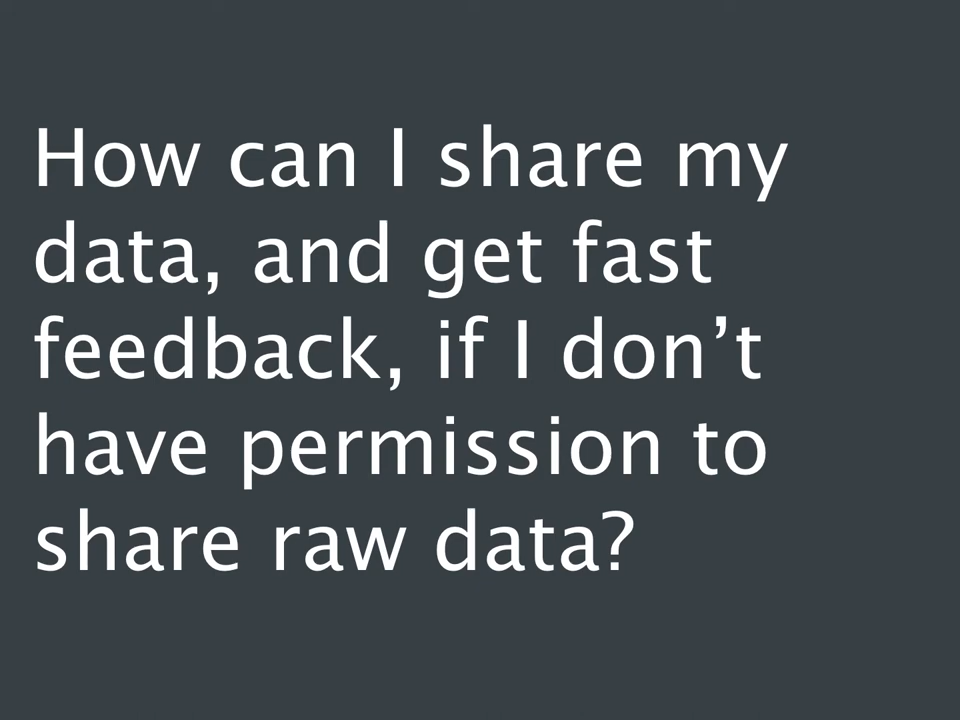 How can I share my
data, and get fast
feedback, if I don’t
have permission to
share raw data?